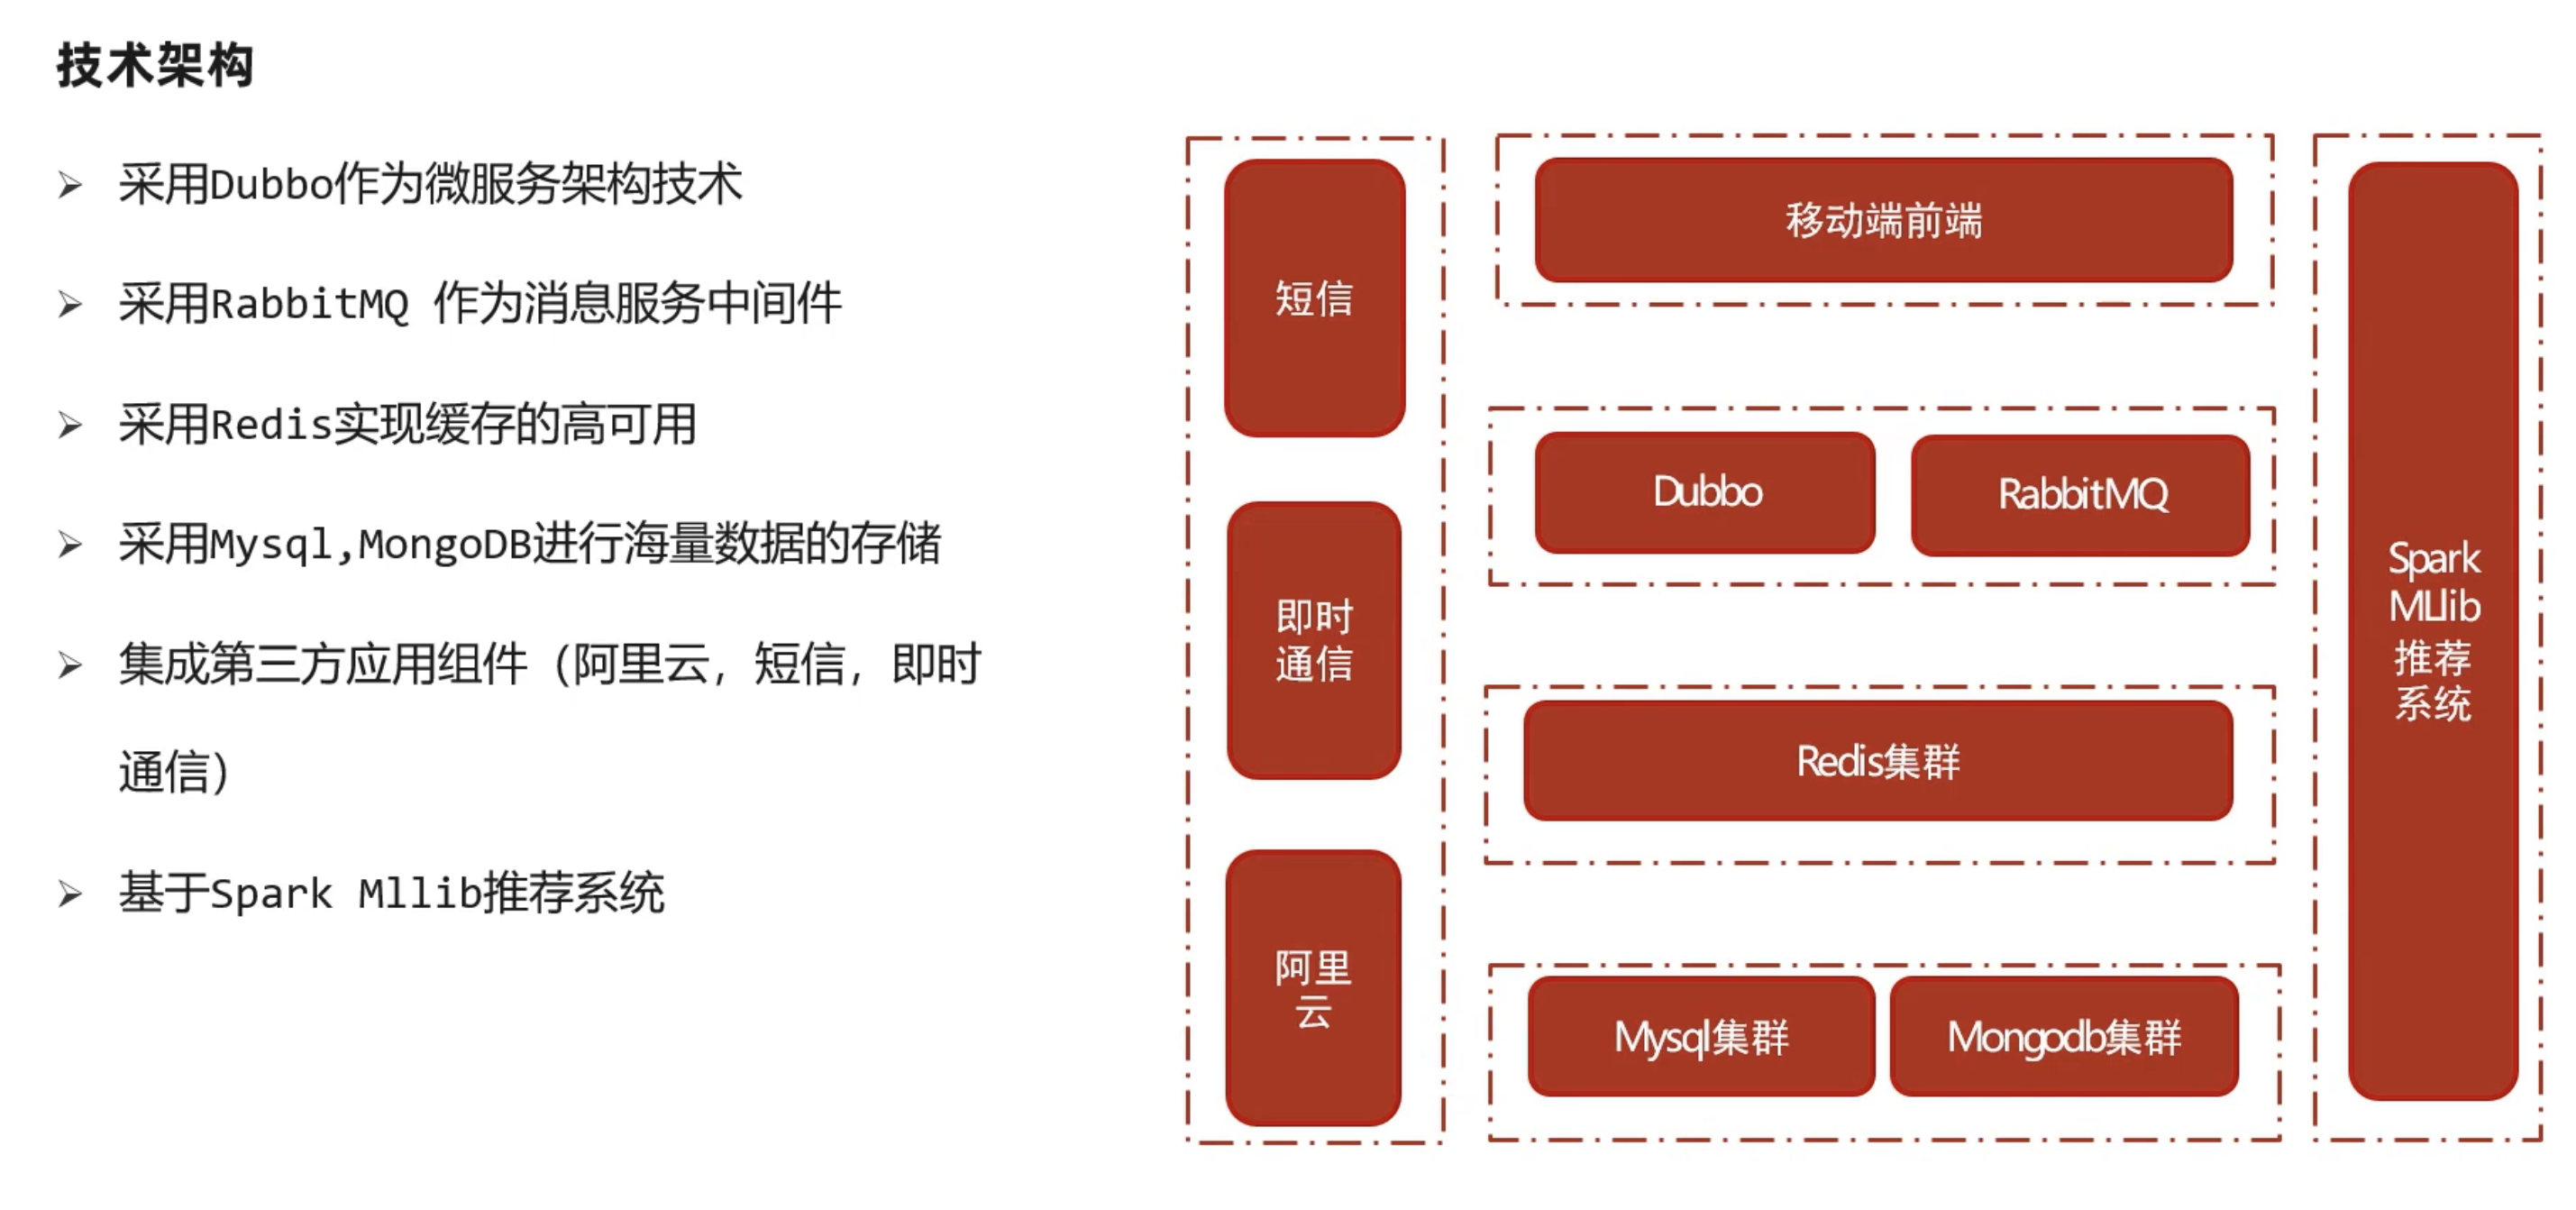 技术架构
采用Dubbo作为微服务架构技术
采用RabbitMQ 作为消息服务中间件
采用Redis实现缓存的高可用
采用Mysql,MongoDB进行海量数据的存储
集成第三方应用组件（阿里云，短信，即时
通信）
基于Spark Mllib推荐系统
短信
即时
通信
阿里
云
移动端前端
Dubbo
RabbitMQ
Redis集群
Mysql集群
Mongodb集群
Spark
MLlib
推荐
系统